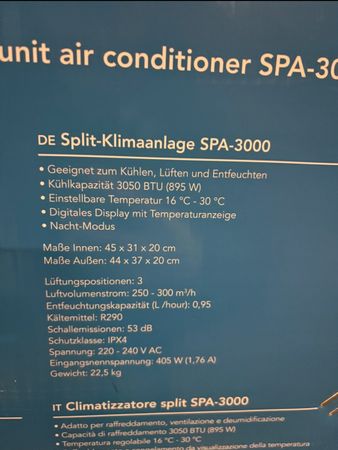 unit air conditioner SPA-30
DE Split-Klimaanlage SPA-3000
• Geeignet zum Kühlen, Lüften und Entfeuchten
• Kühlkapazität 3050 BTU (895 W)
• Einstellbare Temperatur 16 °C - 30 °C
• Digitales Display mit Temperaturanzeige
• Nacht-Modus
Maße Innen: 45 x 31 x 20 cm
Maße Außen: 44 x 37 x 20 cm
Lüftungspositionen: 3
Luftvolumenstrom: 250 - 300 m³/h
Entfeuchtungskapazität (L /hour): 0,95
Kältemittel: R290
Schallemissionen: 53 dB
Schutzklasse: IPX4
Spannung: 220 - 240 V AC
Eingangsnennspannung: 405 W (1,76 A)
Gewicht: 22,5 kg
IT Climatizzatore split SPA-3000
• Adatto per raffreddamento, ventilazione e deumidificazione
• Capacità di raffreddamento 3050 BTU (895 W)
• Temperatura regolabile 16 °C - 30 °C